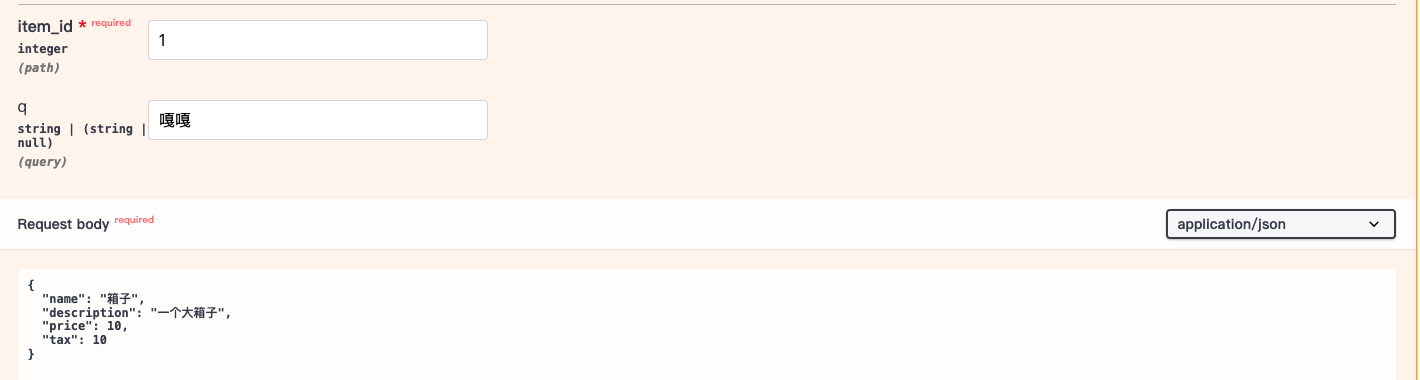 item_id * required
integer
(path)
1
q
string | (string |
null)
(query)
嘎嘎
Request body required
application/json
{
  "name": "箱子",
  "description": "一个大箱子",
  "price": 10,
  "tax": 10
}